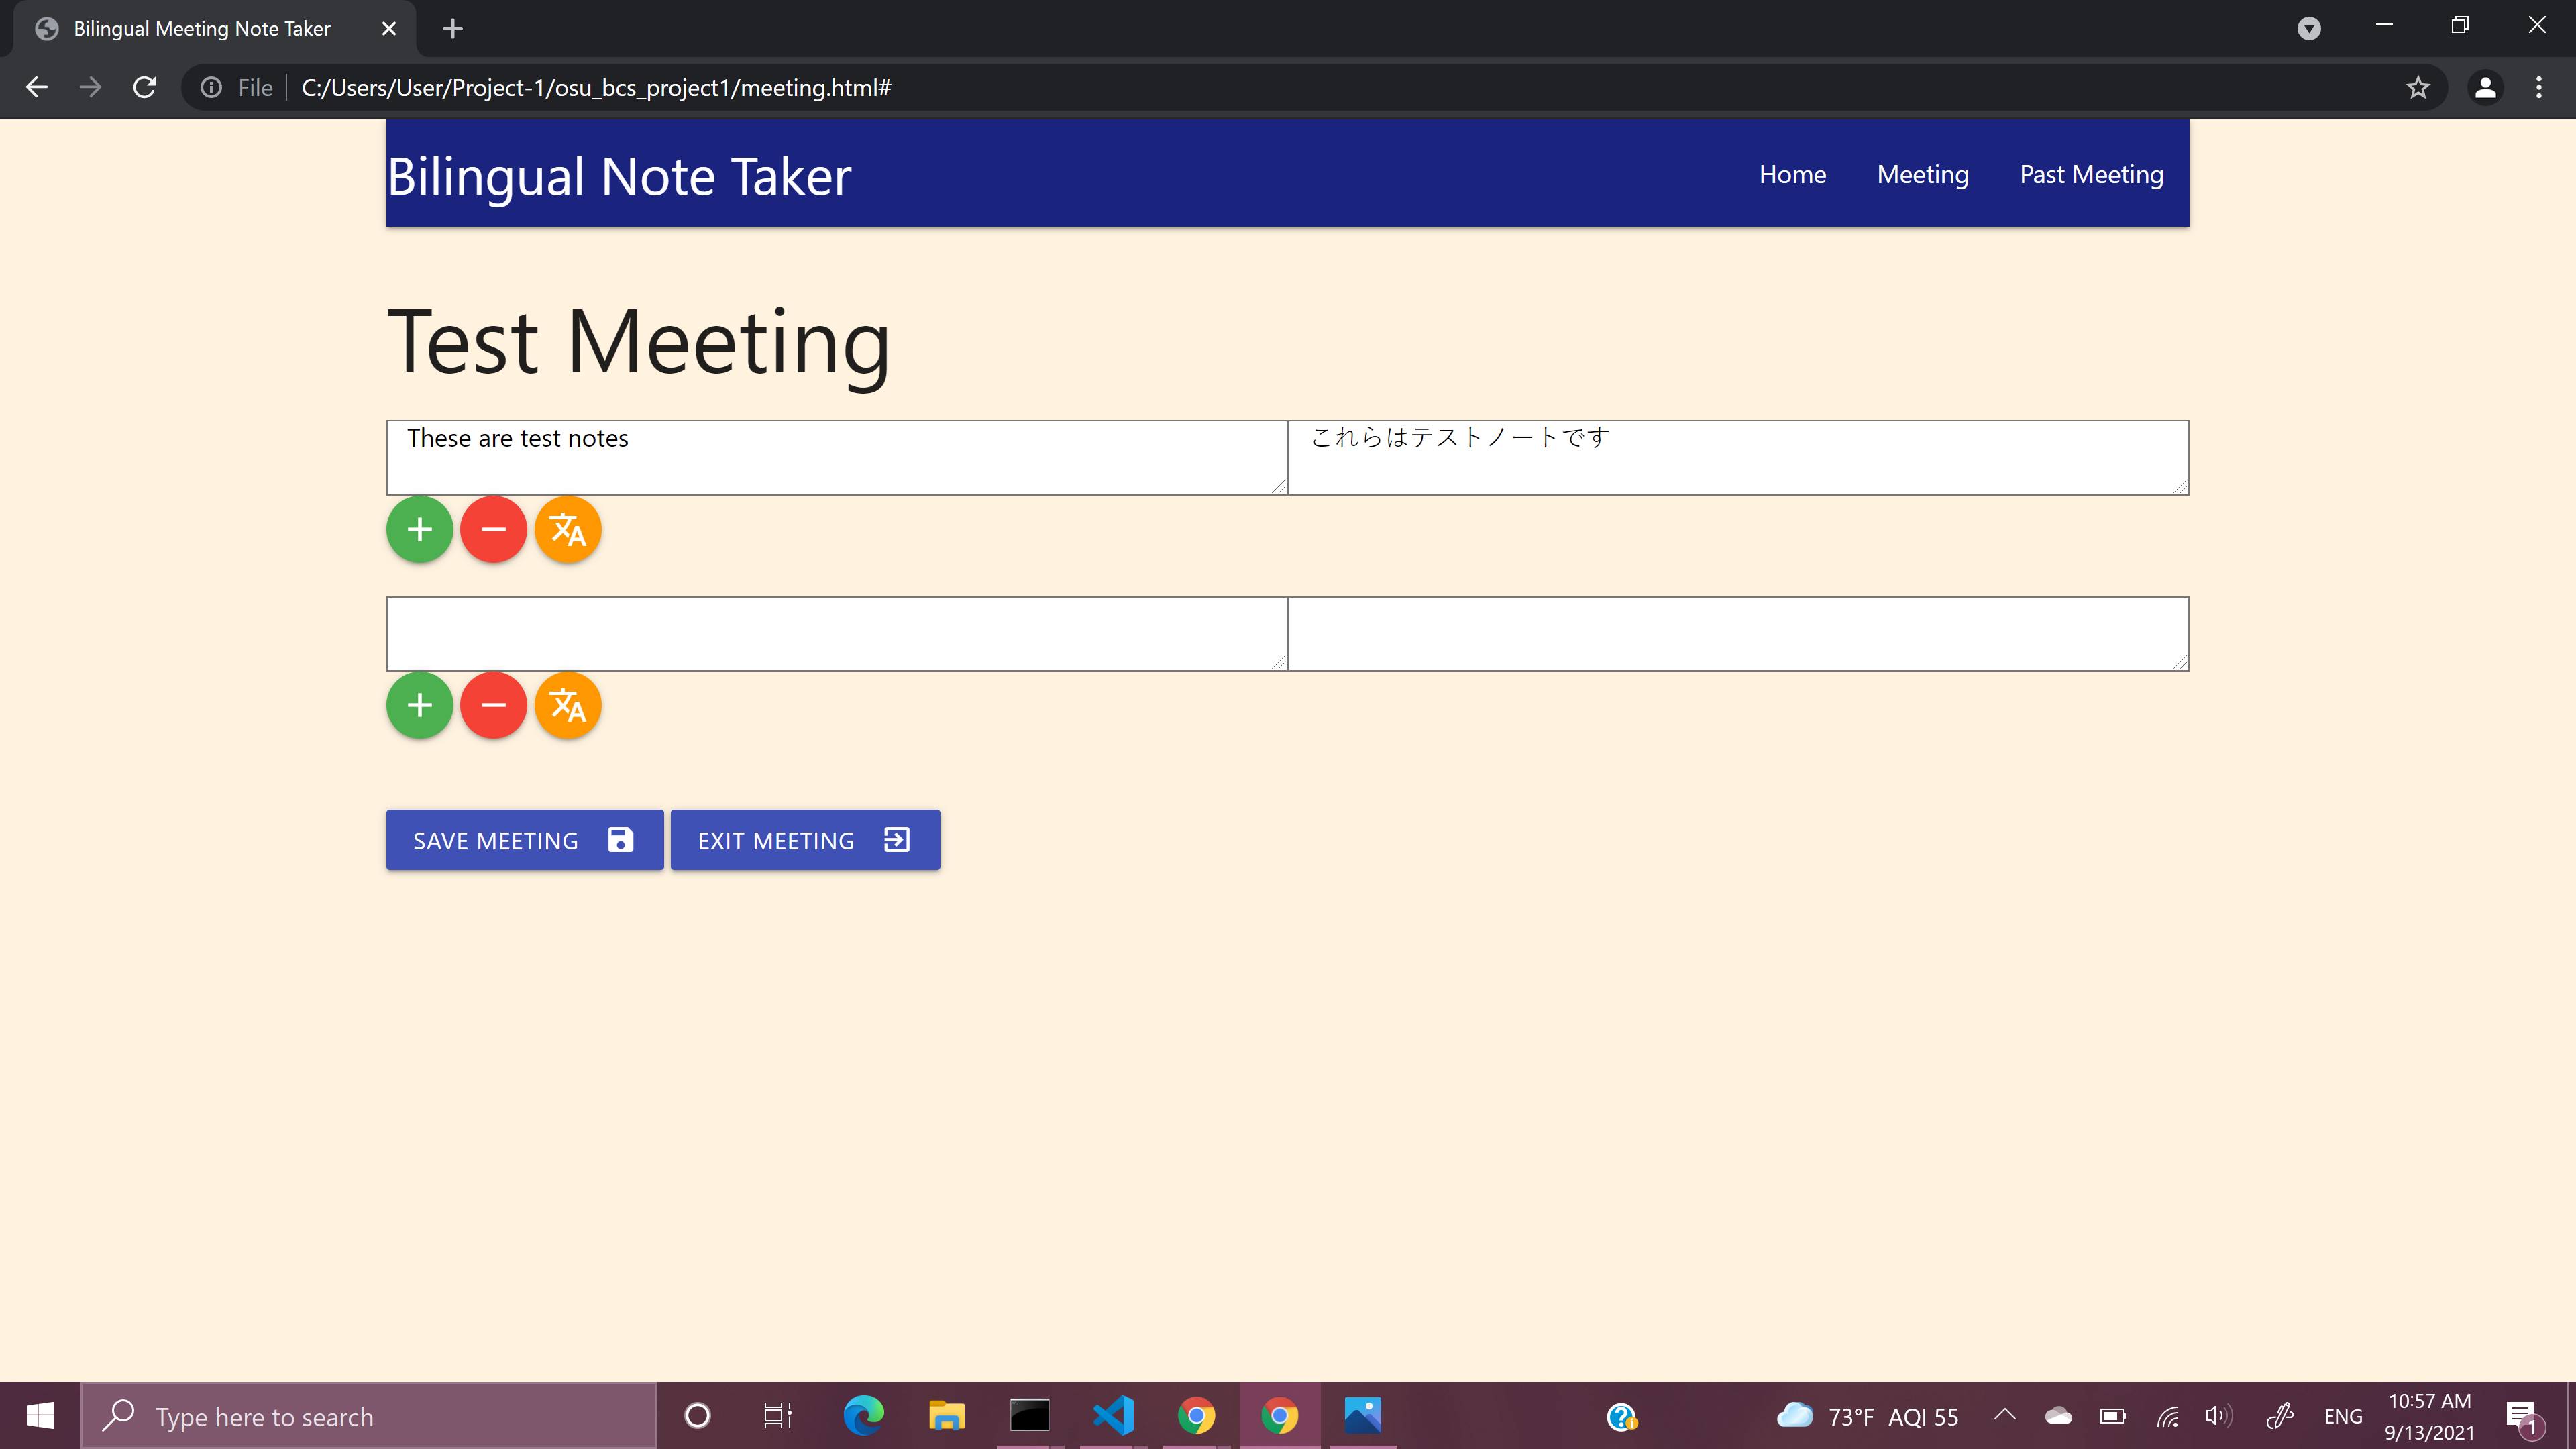 Bilingual Meeting Note Taker
File
C:/Users/User/Project-1/osu_bcs_project1/meeting.html#
Bilingual Note Taker
Home Meeting Past Meeting
Test Meeting
These are test notes
これらはテストノートです
SAVE MEETING
EXIT MEETING
Type here to search
73°F AQI 55
ENG
10:57 AM
9/13/2021
1